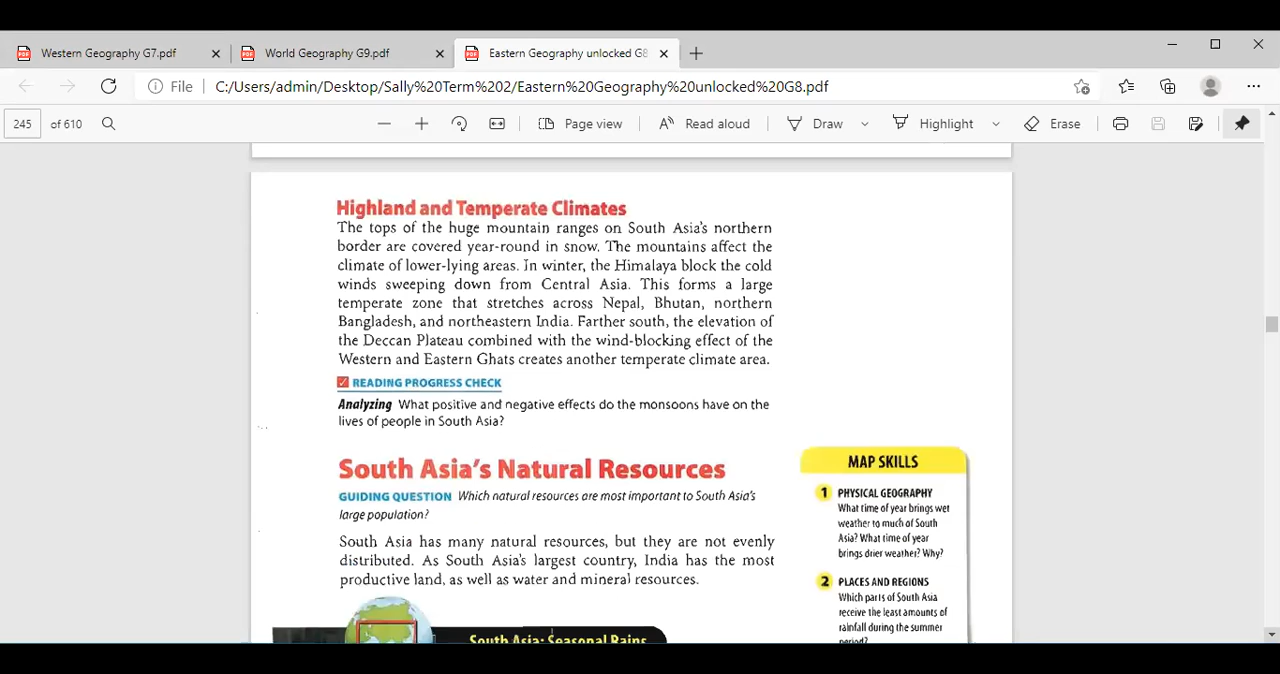 Western Geography G7.pdf
World Geography G9.pdf
Eastern Geography unlocked G8
File
C:/Users/admin/Desktop/Sally%20Term%202/Eastern%20Geography%20unlocked%20G8.pdf
245 of 610
Page view
Read aloud
Draw
Highlight
Erase
Highland and Temperate Climates
The tops of the huge mountain ranges on South Asia's northern
border are covered year-round in snow. The mountains affect the
climate of lower-lying areas. In winter, the Himalaya block the cold
winds sweeping down from Central Asia. This forms a large
temperate zone that stretches across Nepal, Bhutan, northern
Bangladesh, and northeastern India. Farther south, the elevation of
the Deccan Plateau combined with the wind-blocking effect of the
Western and Eastern Ghats creates another temperate climate area.
READING PROGRESS CHECK
Analyzing What positive and negative effects do the monsoons have on the
lives of people in South Asia?
South Asia's Natural Resources
GUIDING QUESTION Which natural resources are most important to South Asia's
large population?
South Asia has many natural resources, but they are not evenly
distributed. As South Asia's largest country, India has the most
productive land, as well as water and mineral resources.
South Asia: Seasonal Rains
MAP SKILLS
1 PHYSICAL GEOGRAPHY
What time of year brings wet
weather to much of South
Asia? What time of year
brings drier weather? Why?
2 PLACES AND REGIONS
Which parts of South Asia
receive the least amounts of
rainfall during the summer
period?